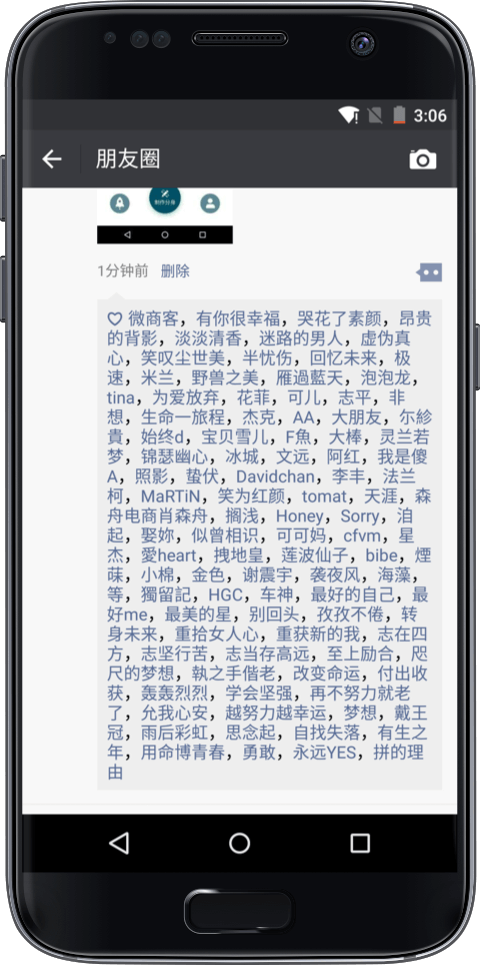 3:06
朋友圈
制作分身
1分钟前 删除
微商客，有你很幸福，哭花了素颜，昂贵
的背影，淡淡清香，迷路的男人，虚伪真
心，笑叹尘世美，半忧伤，回忆未来，极
速，米兰，野兽之美，雁過藍天，泡泡龙，
tina，为爱放弃，花菲，可儿，志平，非
想，生命一旅程，杰克，AA，大朋友，尔紾
貴，始终d，宝贝雪儿，F魚，大棒，灵兰若
梦，锦瑟幽心，冰城，文远，阿红，我是傻
A，照影，蛰伏，Davidchan，李丰，法兰
柯，MaRTiN，笑为红颜，tomat，天涯，森
舟电商肖森舟，搁浅，Honey，Sorry，洎
起，娶妳，似曾相识，可可妈，cfvm，星
杰，愛heart，拽地皇，莲波仙子，bibe，煙
菋，小棉，金色，谢震宇，袭夜风，海藻，
等，獨留記，HGC，车神，最好的自己，最
好me，最美的星，别回头，孜孜不倦，转
身未来，重拾女人心，重获新的我，志在四
方，志坚行苦，志当存高远，至上励合，咫
尺的梦想，執之手偕老，改变命运，付出收
获，轰轰烈烈，学会坚强，再不努力就老
了，允我心安，越努力越幸运，梦想，戴王
冠，雨后彩虹，思念起，自找失落，有生之
年，用命博青春，勇敢，永远YES，拼的理
由